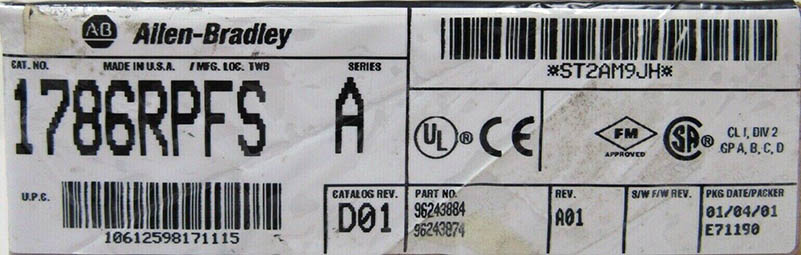 AB Allen-Bradley
*ST2AM9JH*
CAT. NO. MADE IN U.S.A. / MFG. LOC. TWB SERIES
1786RPFS A
UL ® CE FM APPROVED SA ® CL I, DIV 2
GP A, B, C, D
U.P.C.
10612598171115
CATALOG REV.
D01
PART NO.
96243884
96243874
REV.
A01
S/W F/W REV.
PKG DATE/PACKER
01/04/01
E71190